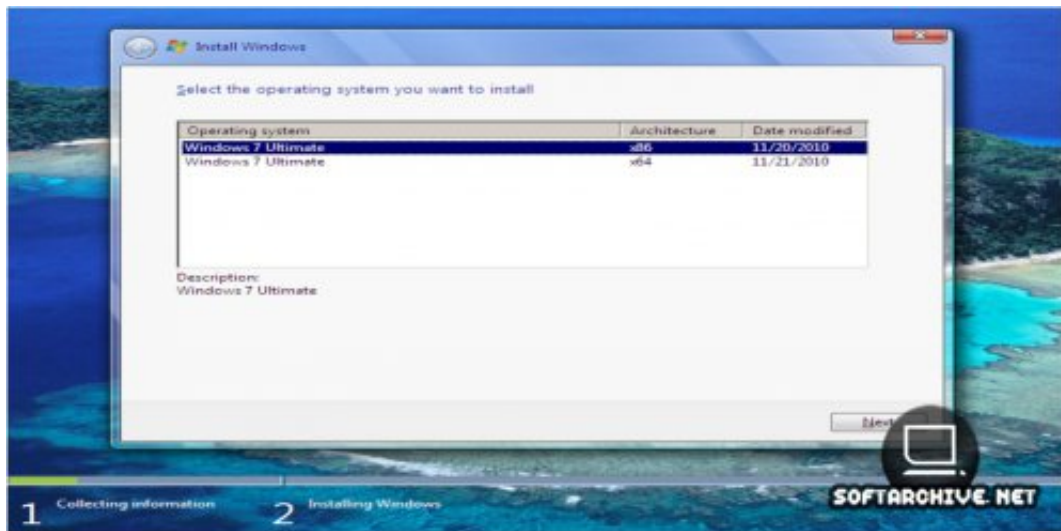 Install Windows
Select the operating system you want to install
Operating system Architecture Date modified
Windows 7 Ultimate x86 11/20/2010
Windows 7 Ultimate x64 11/21/2010
Description:
Windows 7 Ultimate
Next
1 Collecting information 2 Installing Windows
SOFTARCHIVE.NET